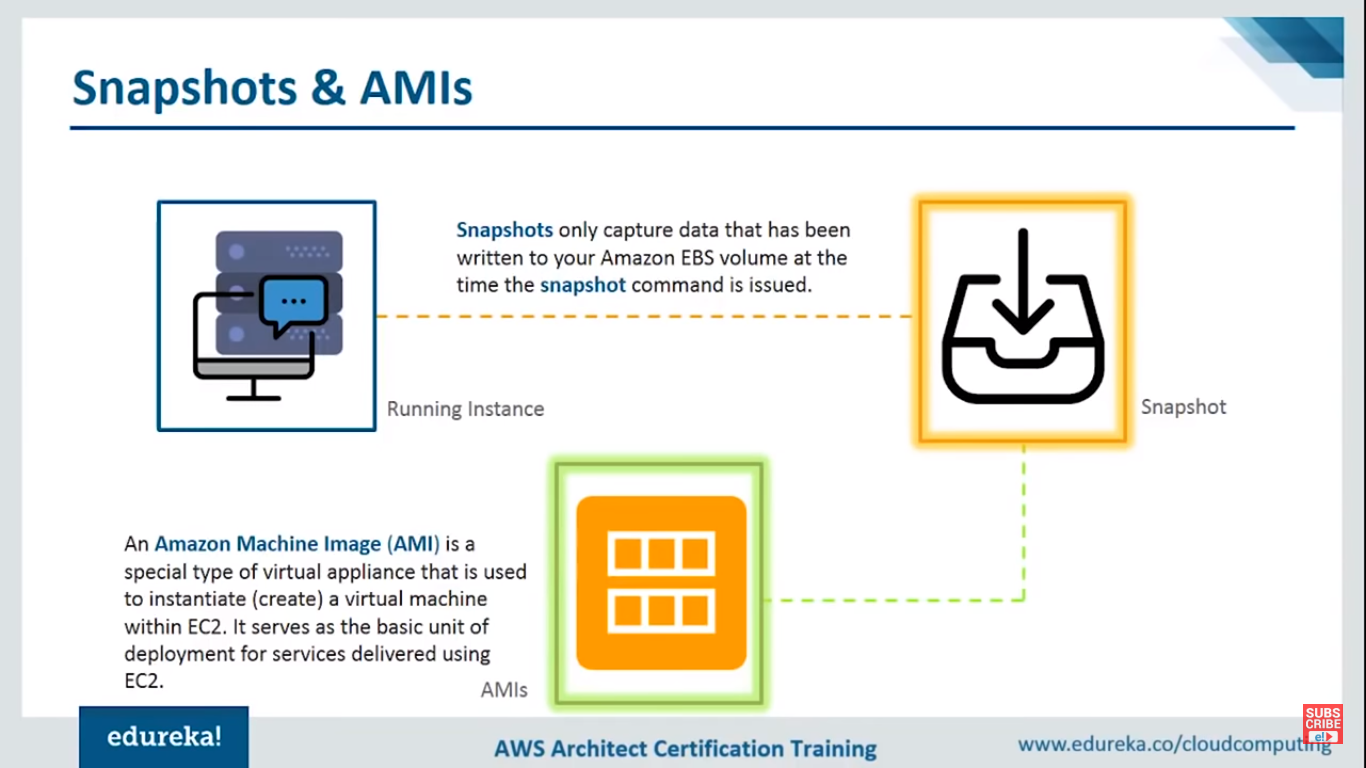 Snapshots & AMIs
Snapshots only capture data that has been
written to your Amazon EBS volume at the
time the snapshot command is issued.
Running Instance
Snapshot
An Amazon Machine Image (AMI) is a
special type of virtual appliance that is used
to instantiate (create) a virtual machine
within EC2. It serves as the basic unit of
deployment for services delivered using
EC2.
AMIs
edureka!
AWS Architect Certification Training
www.edureka.co/cloudcomputing
SUBS
CRIBE
e!